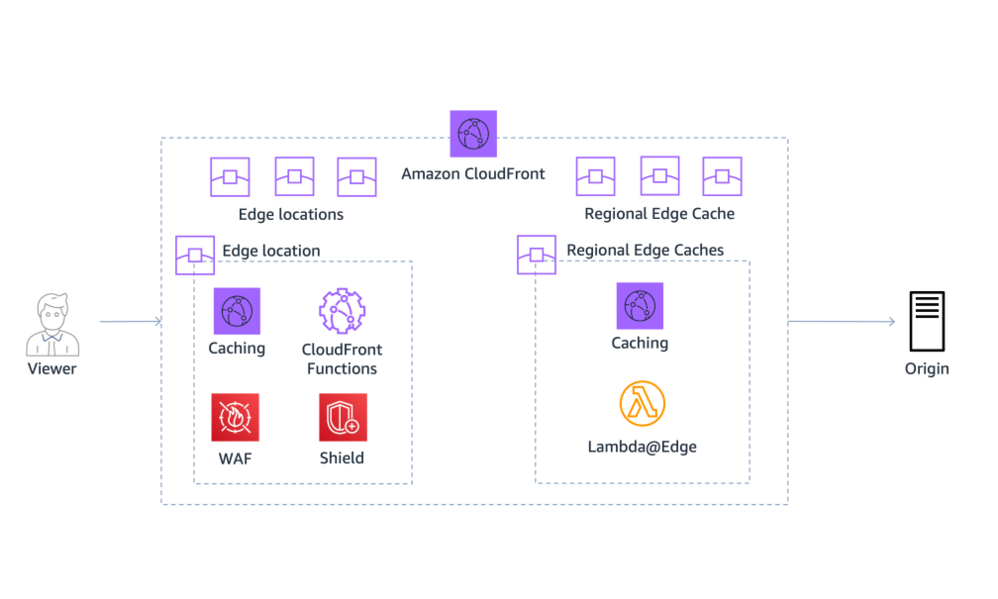 Amazon CloudFront
Edge locations
Regional Edge Cache
Edge location
Regional Edge Caches
Caching
CloudFront
Functions
Caching
WAF
Shield
Lambda@Edge
Viewer
Origin